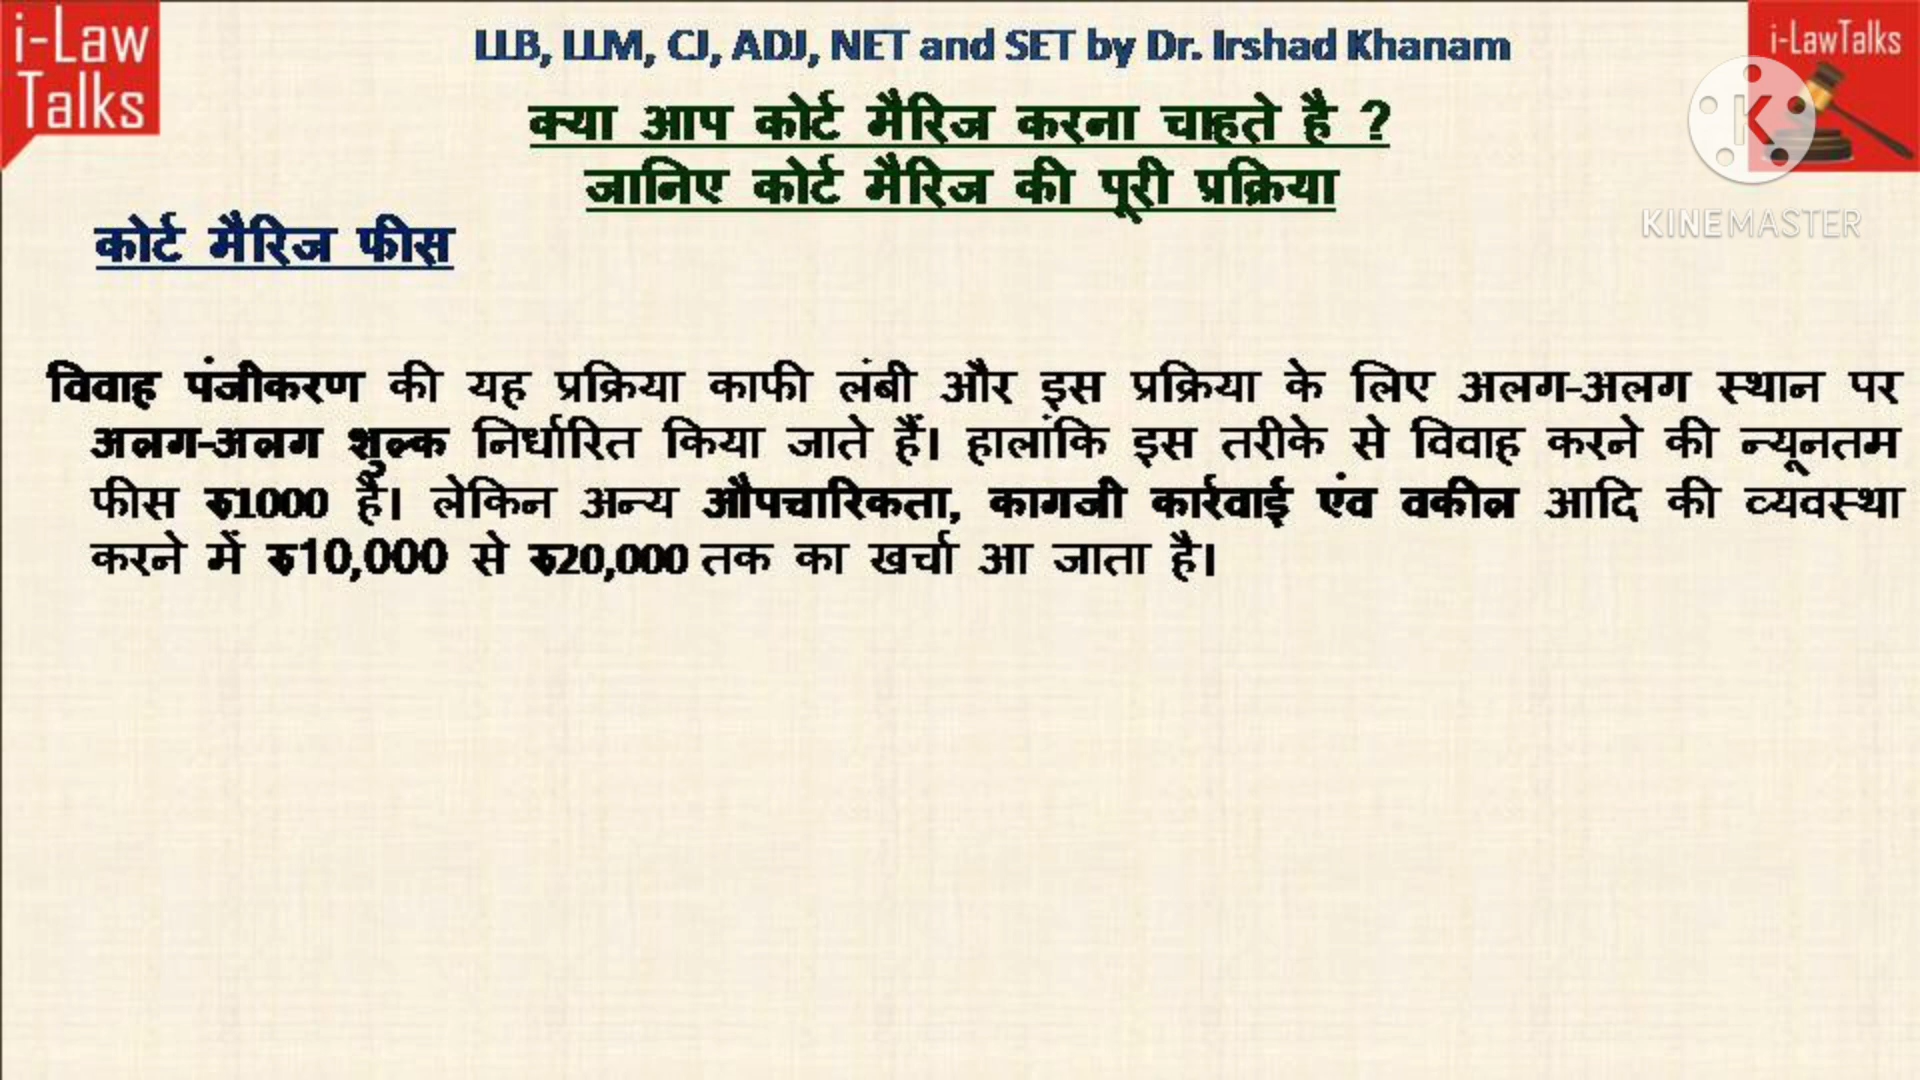 i-Law
Talks
LLB, LLM, CJ, ADJ, NET and SET by Dr. Irshad Khanam
i-LawTalks
क्या आप कोर्ट मैरिज करना चाहते है ?
जानिए कोर्ट मैरिज की पूरी प्रक्रिया
K
KINEMASTER
कोर्ट मैरिज फीस
विवाह पंजीकरण की यह प्रक्रिया काफी लंबी और इस प्रक्रिया के लिए अलग-अलग स्थान पर
अलग-अलग शुल्क निर्धारित किया जाते हैं। हालांकि इस तरीके से विवाह करने की न्यूनतम
फीस रु1000 है। लेकिन अन्य औपचारिकता, कागजी कार्रवाई एंव वकील आदि की व्यवस्था
करने में रु10,000 से रु20,000 तक का खर्चा आ जाता है।